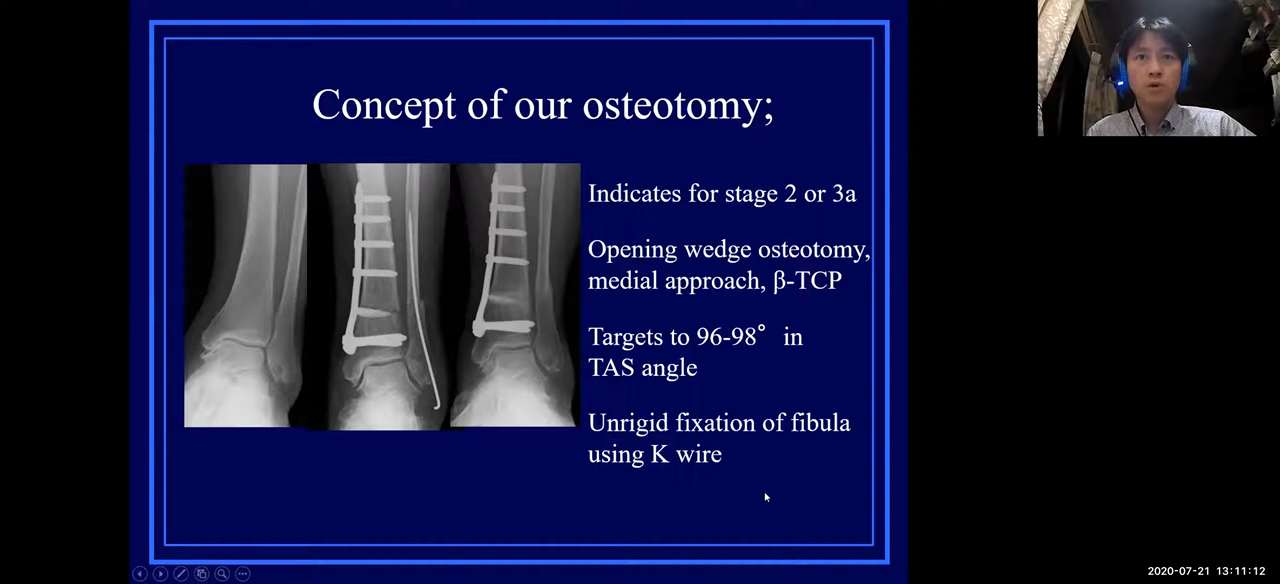 Concept of our osteotomy;
Indicates for stage 2 or 3a
Opening wedge osteotomy,
medial approach, β-TCP
Targets to 96-98° in
TAS angle
Unrigid fixation of fibula
using K wire
2020-07-21 13:11:12